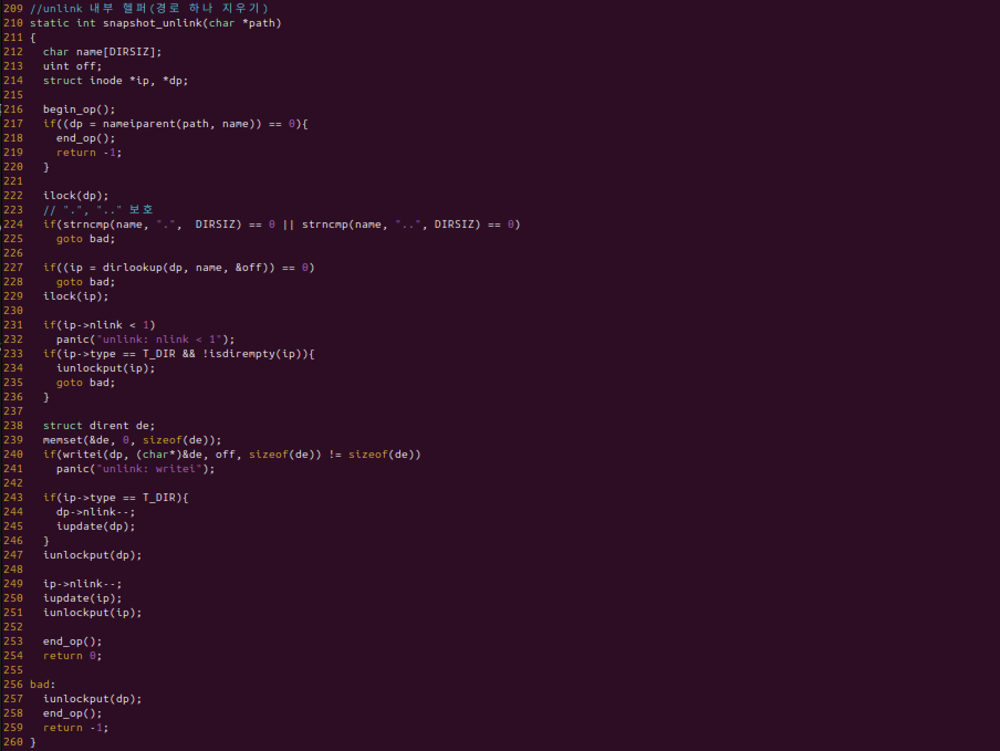 209 //unlink 내부 헬퍼(경로 하나 지우기)
210 static int snapshot_unlink(char *path)
211 {
212   char name[DIRSIZ];
213   uint off;
214   struct inode *ip, *dp;
215
216   begin_op();
217   if((dp = nameiparent(path, name)) == 0){
218     end_op();
219     return -1;
220   }
221
222   ilock(dp);
223   // ".", ".." 보호
224   if(strncmp(name, ".",  DIRSIZ) == 0 || strncmp(name, "..", DIRSIZ) == 0)
225     goto bad;
226
227   if((ip = dirlookup(dp, name, &off)) == 0)
228     goto bad;
229   ilock(ip);
230
231   if(ip->nlink < 1)
232     panic("unlink: nlink < 1");
233   if(ip->type == T_DIR && !isdirempty(ip)){
234     iunlockput(ip);
235     goto bad;
236   }
237
238   struct dirent de;
239   memset(&de, 0, sizeof(de));
240   if(writei(dp, (char*)&de, off, sizeof(de)) != sizeof(de))
241     panic("unlink: writei");
242
243   if(ip->type == T_DIR){
244     dp->nlink--;
245     iupdate(dp);
246   }
247   iunlockput(dp);
248
249   ip->nlink--;
250   iupdate(ip);
251   iunlockput(ip);
252
253   end_op();
254   return 0;
255
256 bad:
257   iunlockput(dp);
258   end_op();
259   return -1;
260 }